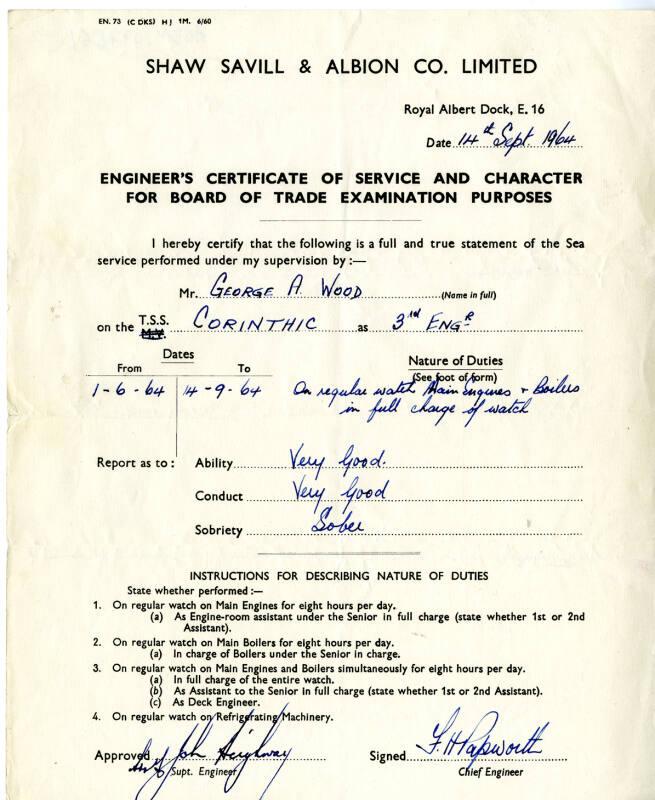 EN. 73 (C DKS) H J 1M. 6/60
SHAW SAVILL & ALBION CO. LIMITED
Royal Albert Dock, E. 16
Date 14th Sept. 1964
ENGINEER'S CERTIFICATE OF SERVICE AND CHARACTER
FOR BOARD OF TRADE EXAMINATION PURPOSES
I hereby certify that the following is a full and true statement of the Sea
service performed under my supervision by :—
Mr. GEORGE A. WOOD (Name in full)
on the T.S.S. CORINTHIC as 3rd ENGR
Dates
From To
Nature of Duties
(See foot of form)
1-6-64 14-9-64 On regular watch Main Engines & Boilers
in full charge of watch
Report as to : Ability Very Good.
Conduct Very Good
Sobriety Sober
INSTRUCTIONS FOR DESCRIBING NATURE OF DUTIES
State whether performed :—
1. On regular watch on Main Engines for eight hours per day.
(a) As Engine-room assistant under the Senior in full charge (state whether 1st or 2nd
Assistant).
2. On Main Boilers for eight hours per day.
(a) In charge of Boilers under the Senior in charge.
3. On regular watch on Main Engines and Boilers simultaneously for eight hours per day.
(a) In full charge of the entire watch.
(b) As Assistant to the Senior in full charge (state whether 1st or 2nd Assistant).
(c) As Deck Engineer.
4. On regular watch on Refrigerating Machinery.
Approved John Signed F. H. Papworth
Supt. Engineer Chief Engineer